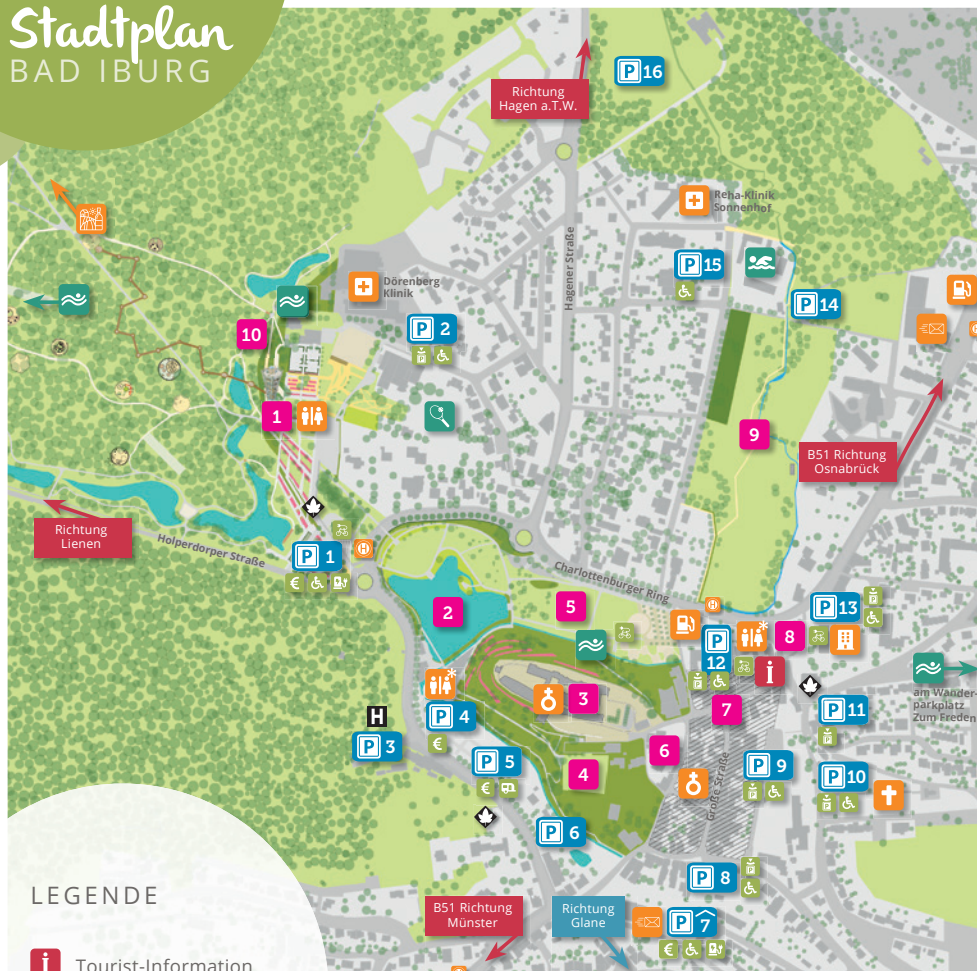 Stadtplan
BAD IBURG
Richtung
Hagen a.T.W.
P 16
Reha-Klinik
Sonnenhof
Hagener Straße
P 15
P 14
Dörenberg
Klinik
P 2
10
1
9
B51 Richtung
Osnabrück
Richtung
Lienen
Holperdorper Straße
P 1
H
€
Charlottenburger Ring
H
2
5
P 13
P
12
8
i
P
P
P
3
7
am Wander-
parkplatz
Zum Freden
H
P 4
P 3
€
P 11
P
6
P 5
€
4
P 9
P
P 10
P
Große Straße
P 6
P 8
P
B51 Richtung
Münster
Richtung
Glane
P 7
€
LEGENDE
i Tourist-Information